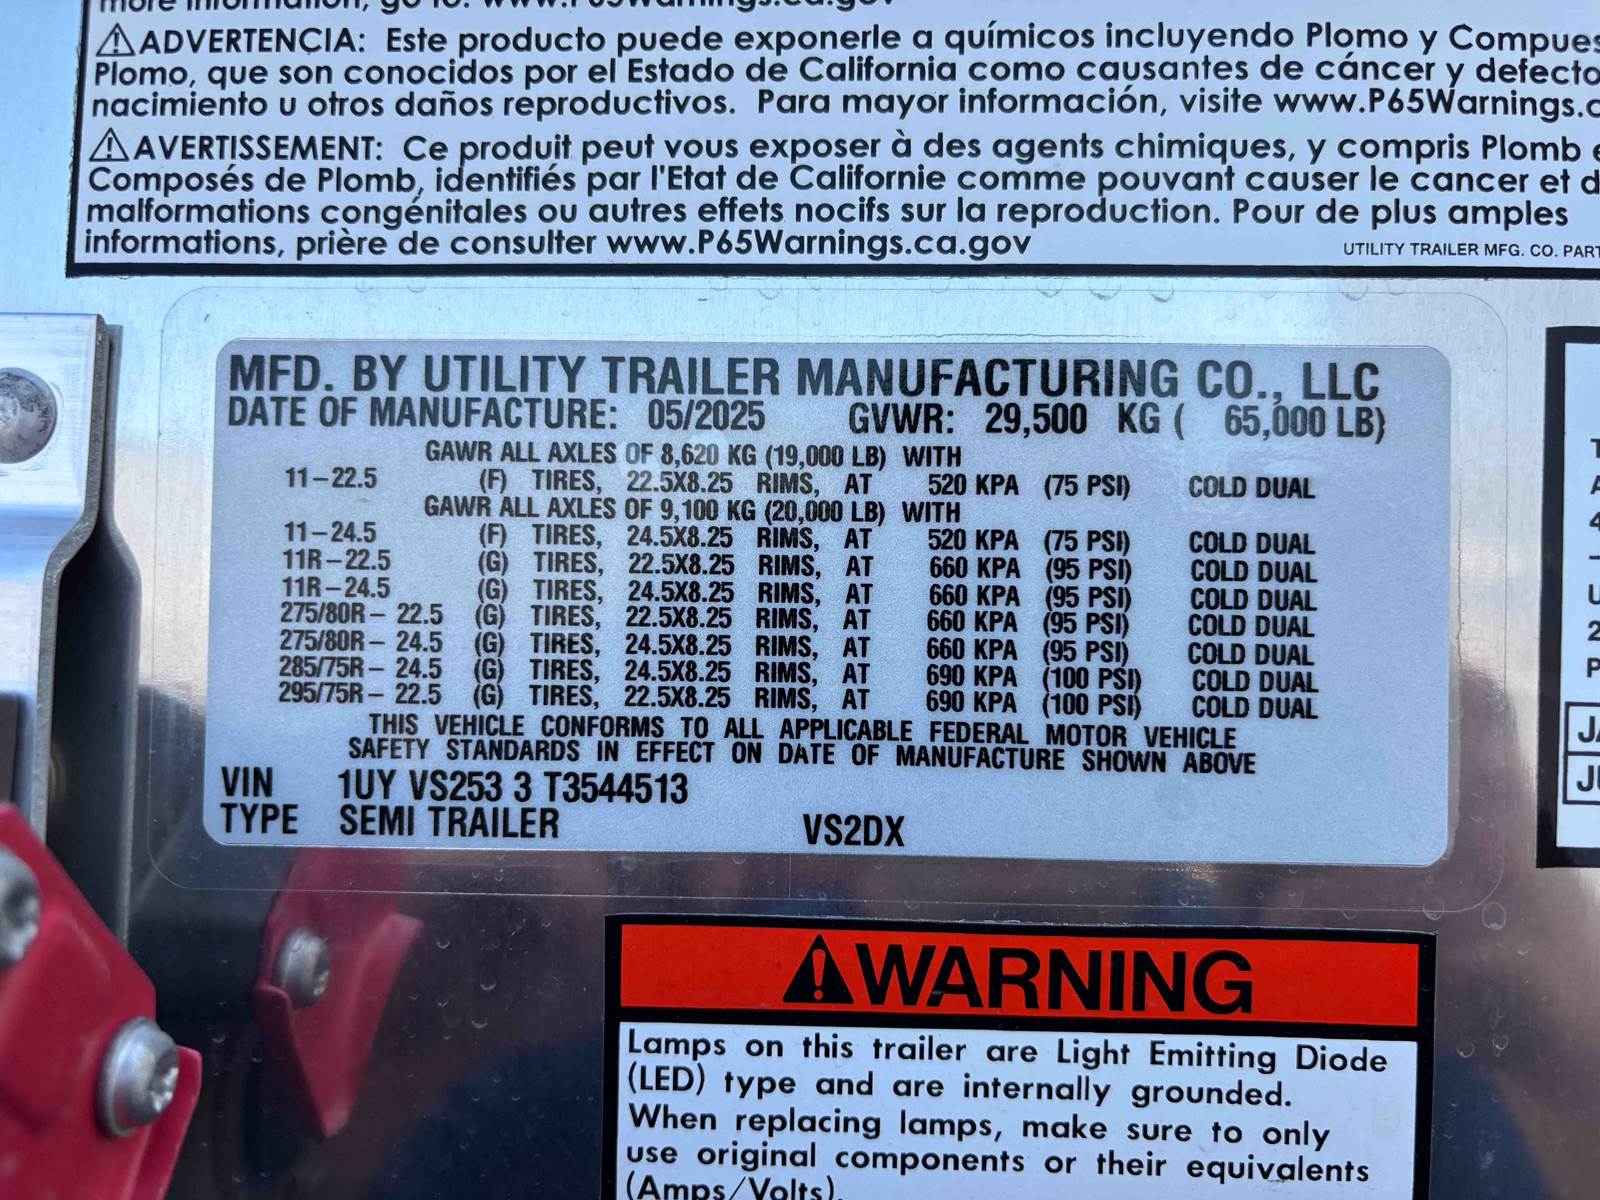 more information, go to: www.P65Warnings.ca.gov
⚠ADVERTENCIA: Este producto puede exponerle a químicos incluyendo Plomo y Compues
Plomo, que son conocidos por el Estado de California como causantes de cáncer y defecto
nacimiento u otros daños reproductivos. Para mayor información, visite www.P65Warnings.c
⚠AVERTISSEMENT: Ce produit peut vous exposer à des agents chimiques, y compris Plomb e
Composés de Plomb, identifiés par l'Etat de Californie comme pouvant causer le cancer et d
malformations congénitales ou autres effets nocifs sur la reproduction. Pour de plus amples
informations, prière de consulter www.P65Warnings.ca.gov
UTILITY TRAILER MFG. CO. PART
MFD. BY UTILITY TRAILER MANUFACTURING CO., LLC
DATE OF MANUFACTURE: 05/2025 GVWR: 29,500 KG ( 65,000 LB)
GAWR ALL AXLES OF 8,620 KG (19,000 LB) WITH
11-22.5 (F) TIRES, 22.5X8.25 RIMS, AT 520 KPA (75 PSI) COLD DUAL
GAWR ALL AXLES OF 9,100 KG (20,000 LB) WITH
11-24.5 (F) TIRES, 24.5X8.25 RIMS, AT 520 KPA (75 PSI) COLD DUAL
11R-22.5 (G) TIRES, 22.5X8.25 RIMS, AT 660 KPA (95 PSI) COLD DUAL
11R-24.5 (G) TIRES, 24.5X8.25 RIMS, AT 660 KPA (95 PSI) COLD DUAL
275/80R- 22.5 (G) TIRES, 22.5X8.25 RIMS, AT 660 KPA (95 PSI) COLD DUAL
275/80R- 24.5 (G) TIRES, 24.5X8.25 RIMS, AT 660 KPA (95 PSI) COLD DUAL
285/75R- 24.5 (G) TIRES, 24.5X8.25 RIMS, AT 690 KPA (100 PSI) COLD DUAL
295/75R- 22.5 (G) TIRES, 22.5X8.25 RIMS, AT 690 KPA (100 PSI) COLD DUAL
THIS VEHICLE CONFORMS TO ALL APPLICABLE FEDERAL MOTOR VEHICLE
SAFETY STANDARDS IN EFFECT ON DATE OF MANUFACTURE SHOWN ABOVE
VIN 1UY VS253 3 T3544513
TYPE SEMI TRAILER VS2DX
⚠WARNING
Lamps on this trailer are Light Emitting Diode
(LED) type and are internally grounded.
When replacing lamps, make sure to only
use original components or their equivalents
(Amps/Volts).